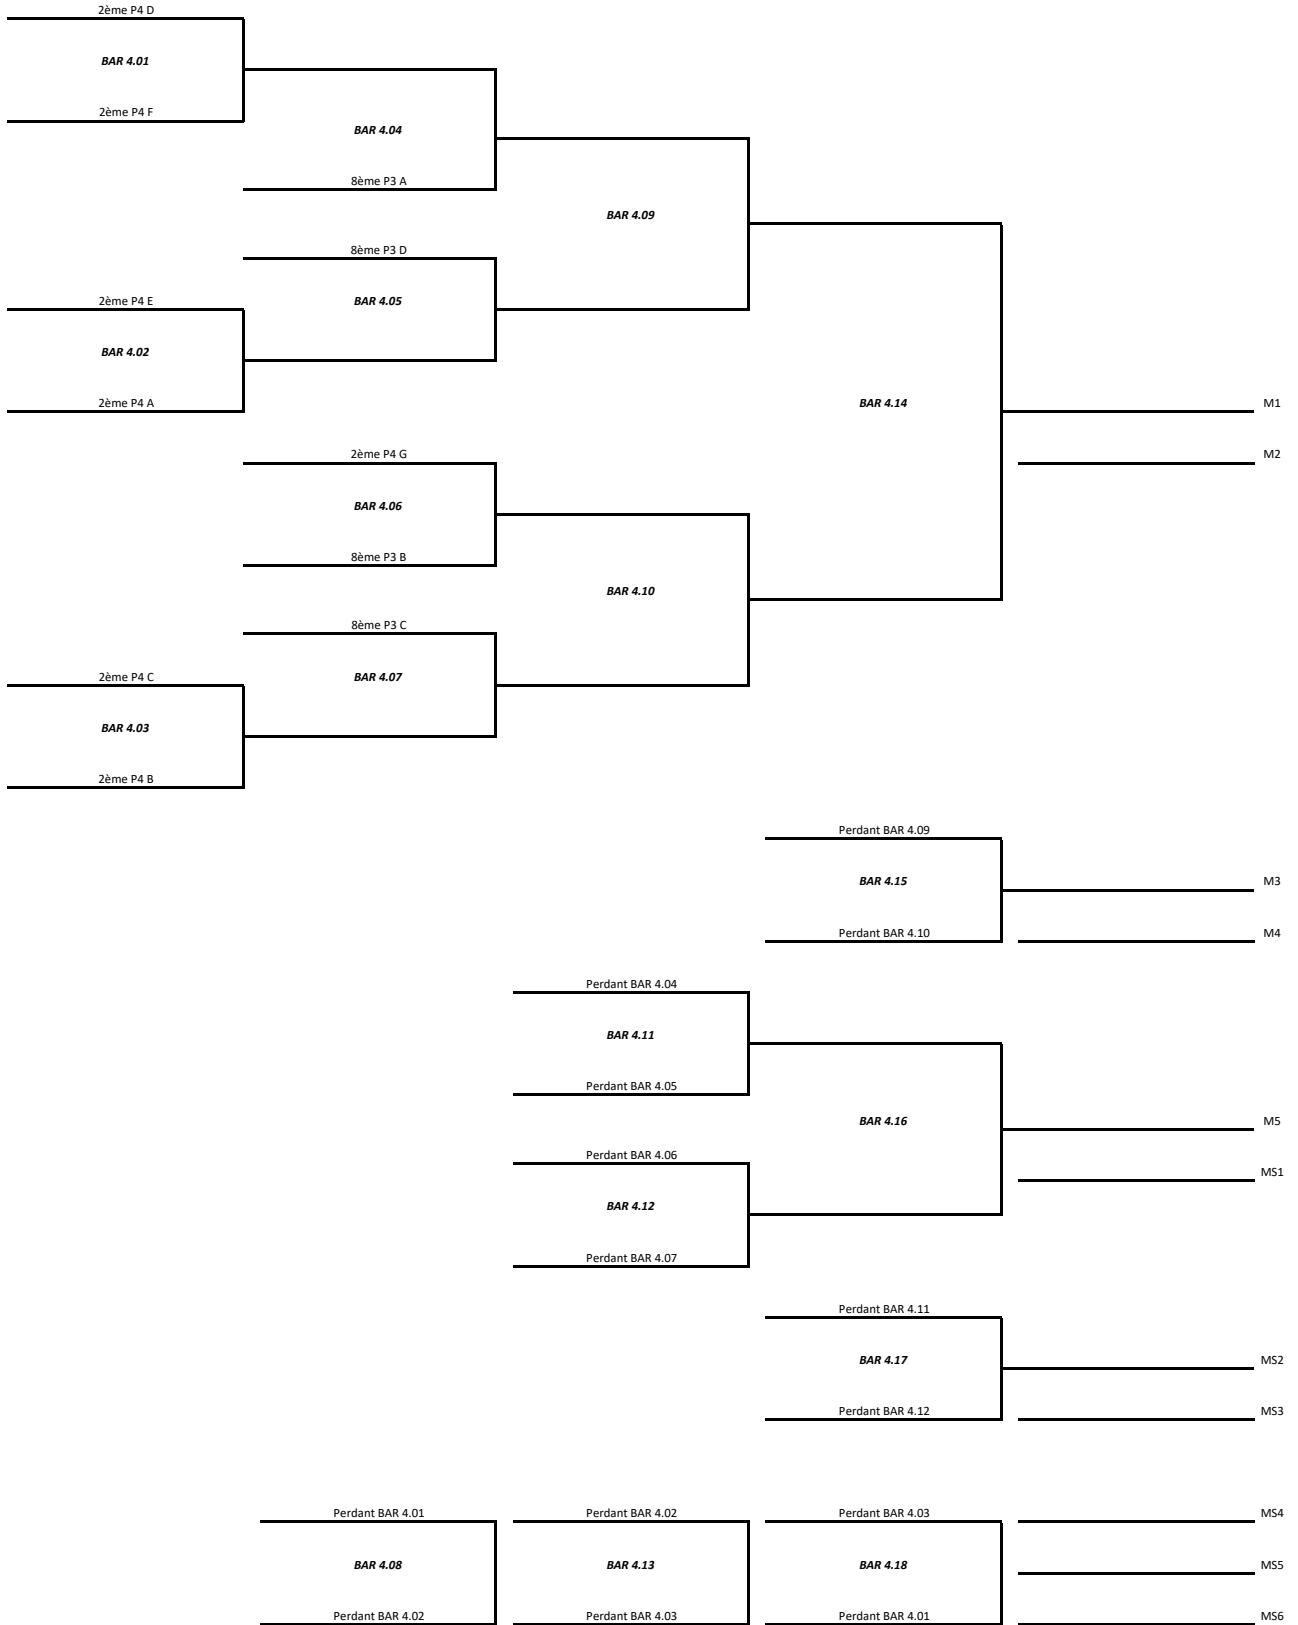 2ème P4 D
BAR 4.01
2ème P4 F
BAR 4.04
8ème P3 A
BAR 4.09
8ème P3 D
2ème P4 E
BAR 4.05
BAR 4.02
2ème P4 A
BAR 4.14
M1
2ème P4 G
M2
BAR 4.06
8ème P3 B
BAR 4.10
8ème P3 C
2ème P4 C
BAR 4.07
BAR 4.03
2ème P4 B
Perdant BAR 4.09
BAR 4.15
M3
Perdant BAR 4.10
M4
Perdant BAR 4.04
BAR 4.11
Perdant BAR 4.05
BAR 4.16
M5
Perdant BAR 4.06
MS1
BAR 4.12
Perdant BAR 4.07
Perdant BAR 4.11
BAR 4.17
MS2
Perdant BAR 4.12
MS3
Perdant BAR 4.01
Perdant BAR 4.02
Perdant BAR 4.03
MS4
BAR 4.08
BAR 4.13
BAR 4.18
MS5
Perdant BAR 4.02
Perdant BAR 4.03
Perdant BAR 4.01
MS6